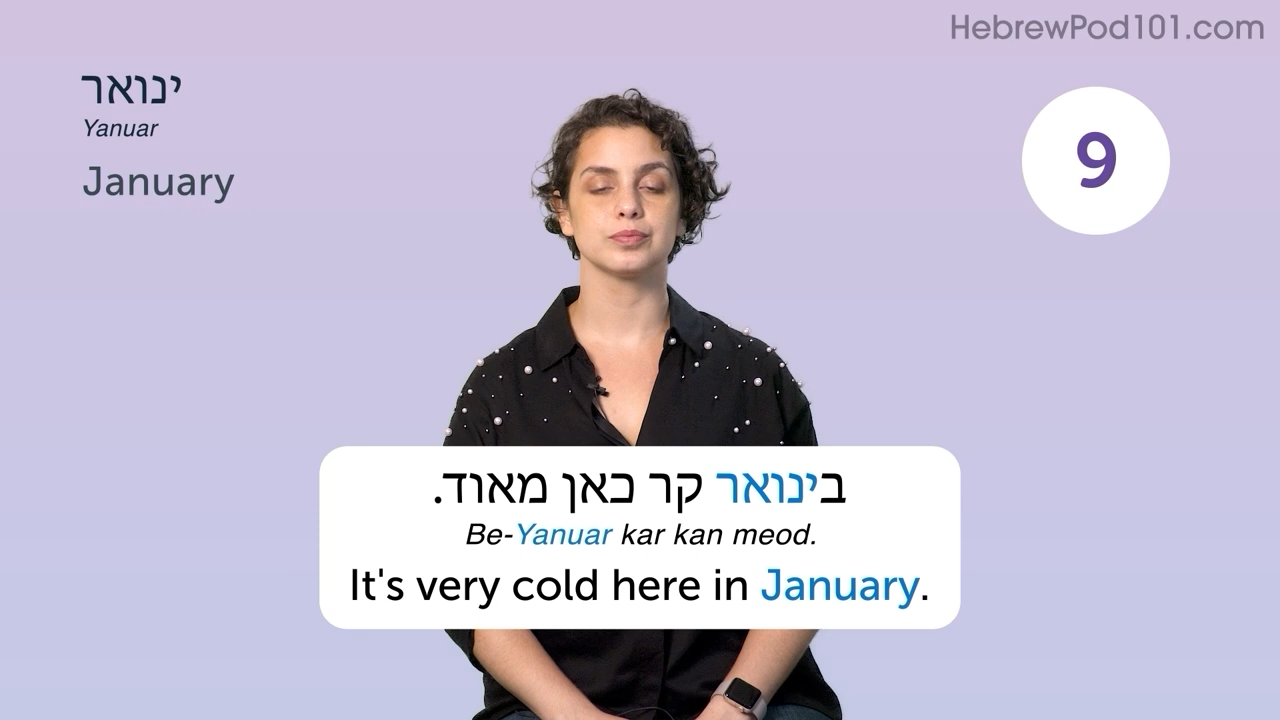 HebrewPod101.com
ינואר
Yanuar
January
9
בינואר קר כאן מאוד.
Be-Yanuar kar kan meod.
It's very cold here in January.